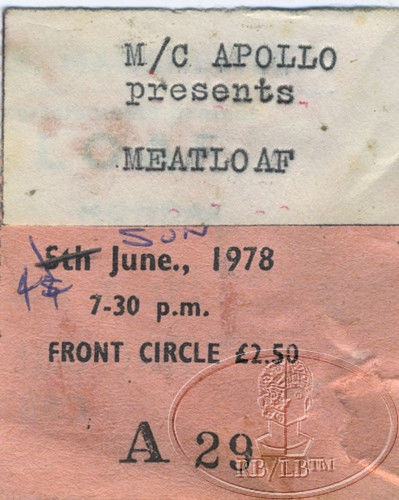 M/C APOLLO
presents
MEATLOAF
SUN
5th June., 1978
4
7-30 p.m.
FRONT CIRCLE £2.50
A 29
RB/LB™